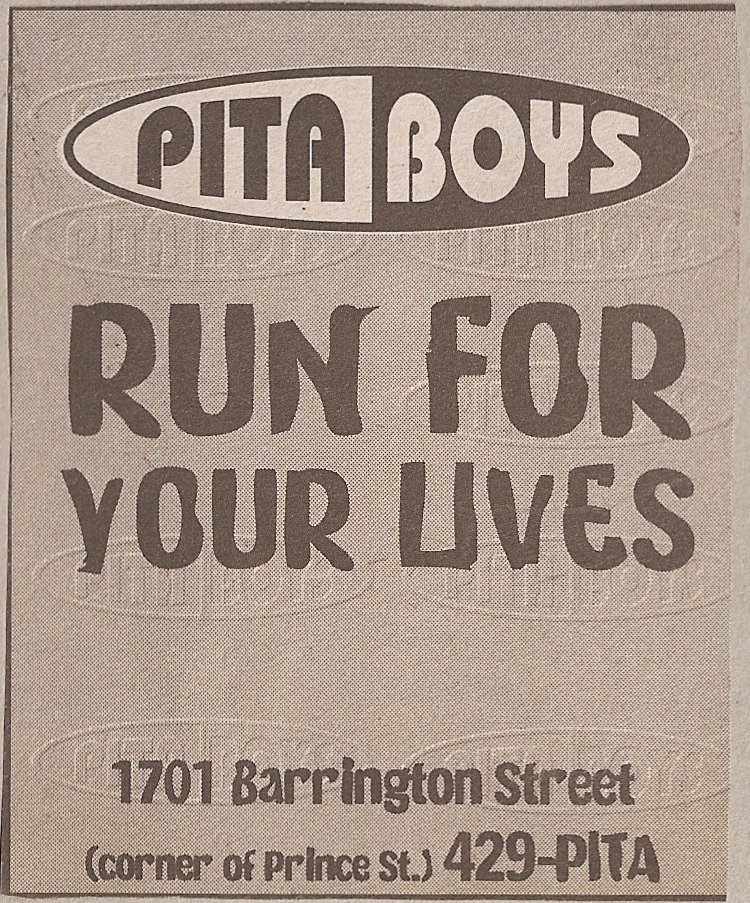 PITA BOYS
RUN FOR
YOUR LIVES
1701 Barrington Street
(corner of Prince St.) 429-PITA